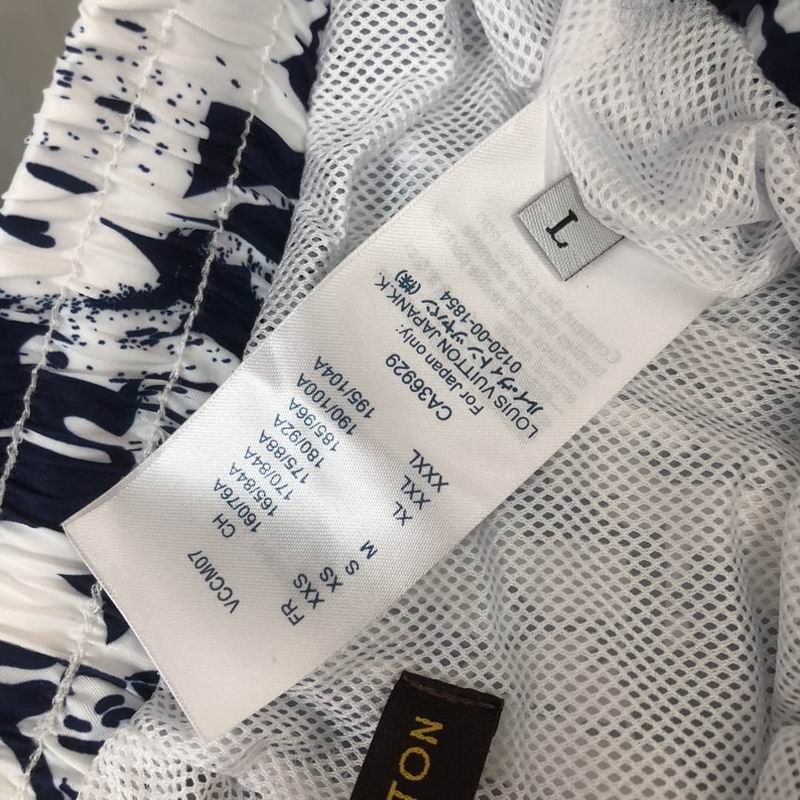 VCCM07
FR CH
XXS 160/76A
XS 165/84A
S 170/84A
M 175/88A
180/92A
XL 185/96A
XXL 190/100A
XXXL 195/104A
CA36929
For Japan only:
LOUIS VUITTON JAPANK.K.
ルイ・ヴィトンジャパン(株)
0120-00-1854
L
TON